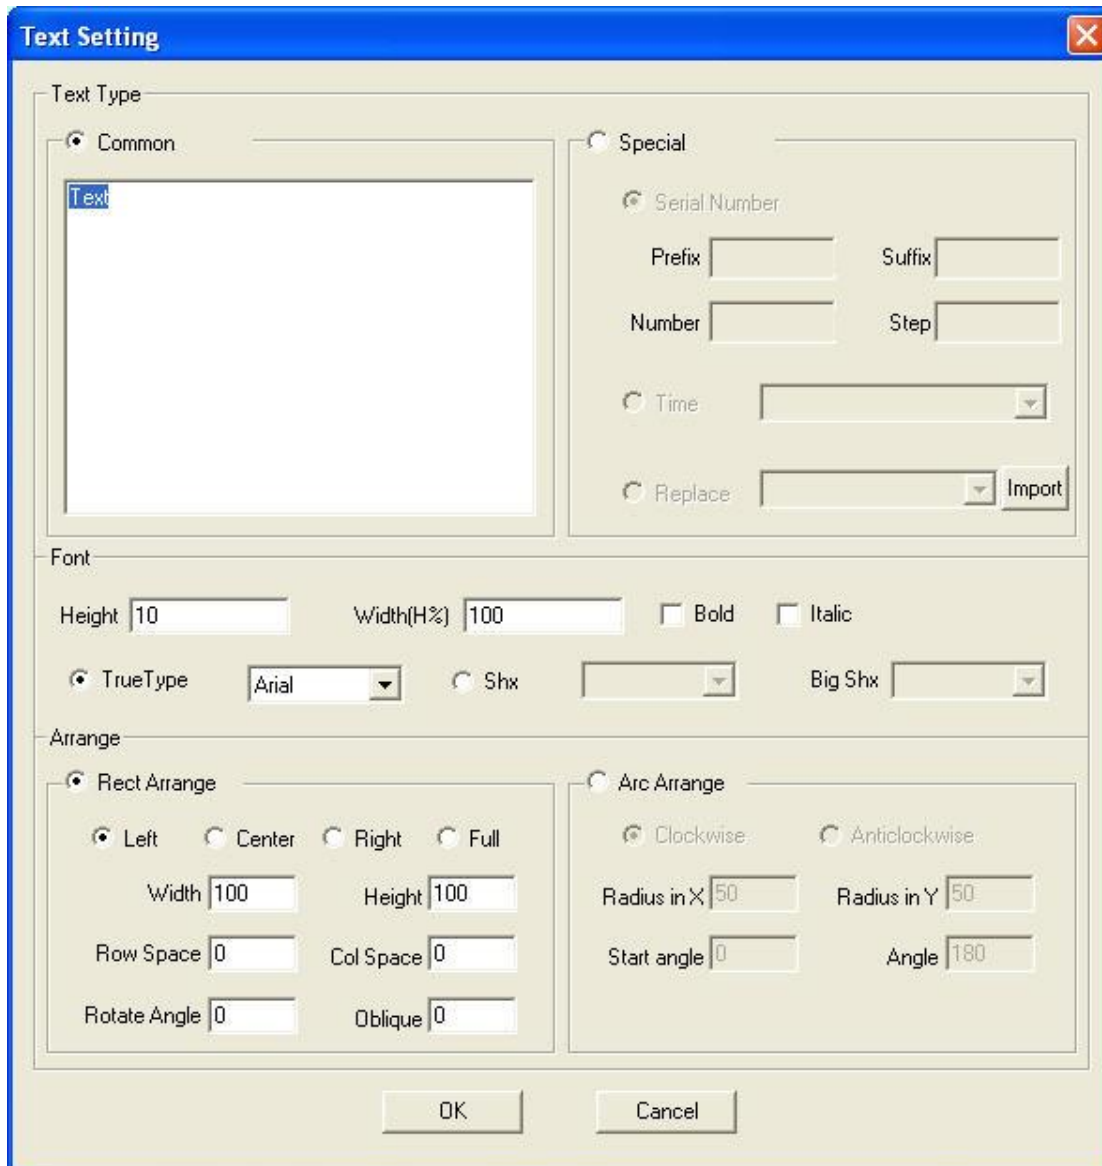 Text Setting
Text Type
Common
Special
Text
Serial Number
Prefix
Suffix
Number
Step
Time
Replace
Import
Font
Height 10
Width(H%) 100
Bold
Italic
TrueType
Arial
Shx
Big Shx
Arrange
Rect Arrange
Arc Arrange
Left
Center
Right
Full
Clockwise
Anticlockwise
Width 100
Height 100
Radius in X 50
Radius in Y 50
Row Space 0
Col Space 0
Start angle 0
Angle 180
Rotate Angle 0
Oblique 0
OK
Cancel